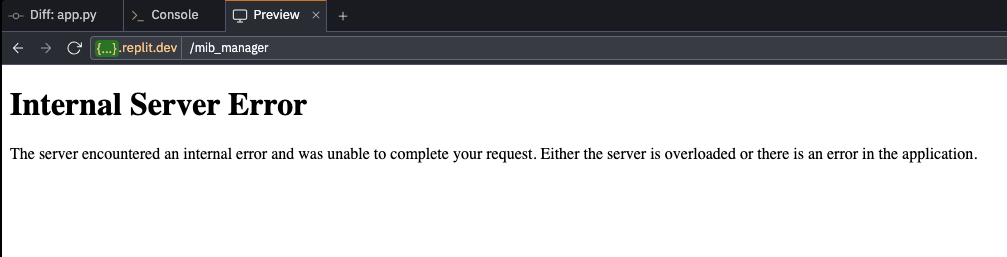 Diff: app.py
Console
Preview
{...}.replit.dev /mib_manager
Internal Server Error
The server encountered an internal error and was unable to complete your request. Either the server is overloaded or there is an error in the application.